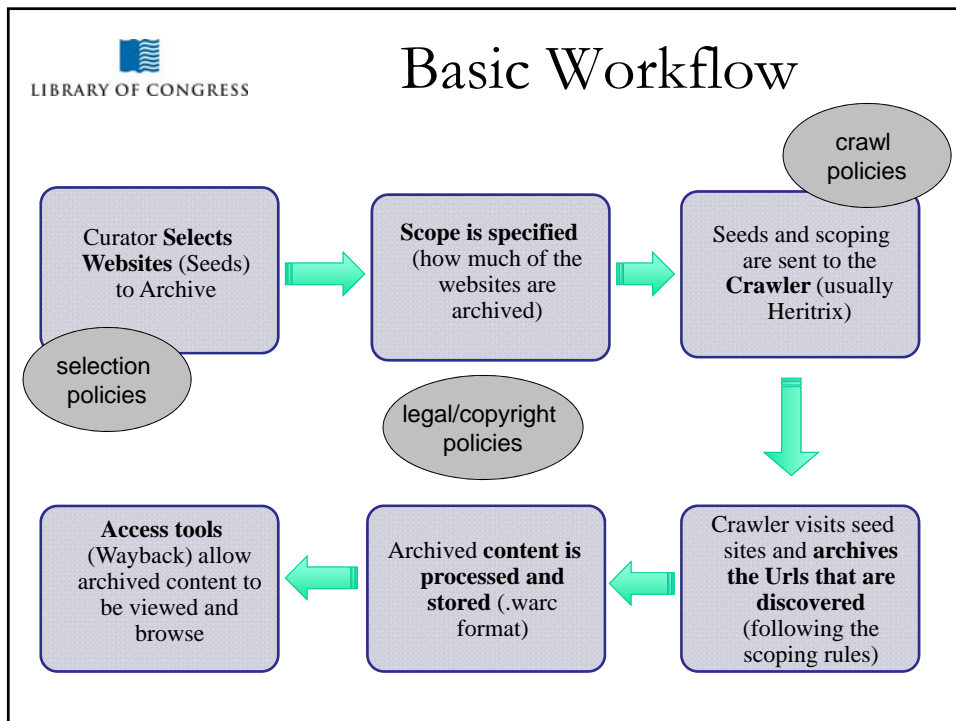 LIBRARY OF CONGRESS
Basic Workflow
crawl
policies
Curator Selects
Websites (Seeds)
to Archive
selection
policies
Scope is specified
(how much of the
websites are
archived)
Seeds and scoping
are sent to the
Crawler (usually
Heritrix)
legal/copyright
policies
Crawler visits seed
sites and archives
the Urls that are
discovered
(following the
scoping rules)
Archived content is
processed and
stored (.warc
format)
Access tools
(Wayback) allow
archived content to
be viewed and
browse